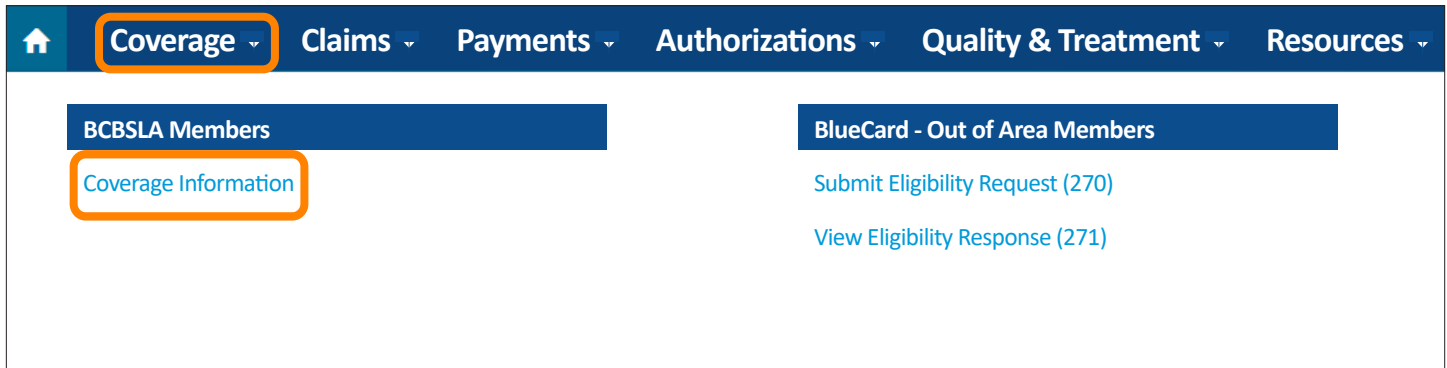 Coverage Claims Payments Authorizations Quality & Treatment Resources
BCBSLA Members
Coverage Information
BlueCard - Out of Area Members
Submit Eligibility Request (270)
View Eligibility Response (271)